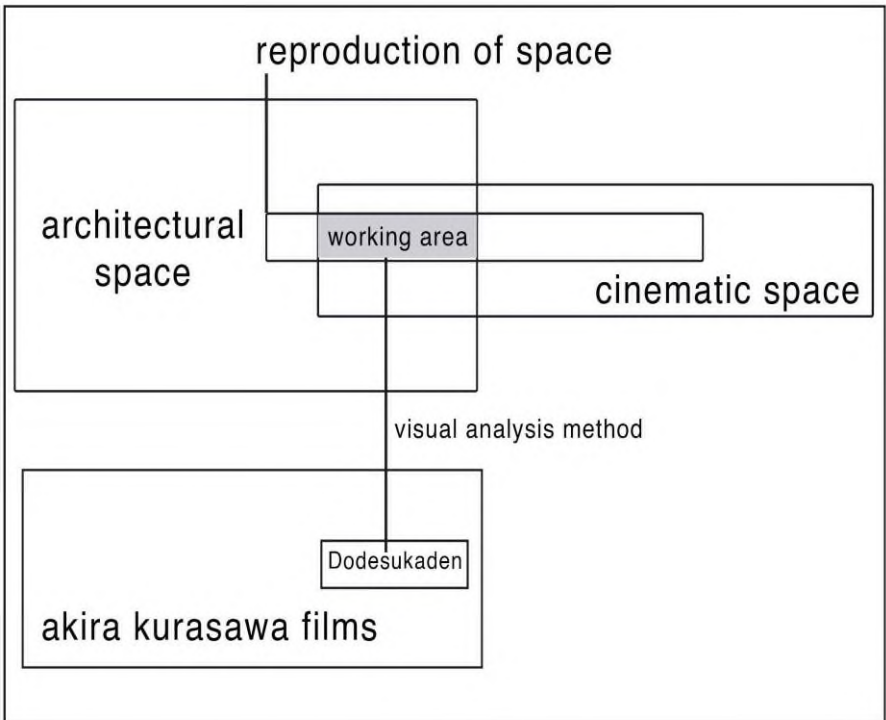 reproduction of space
architectural
space
working area
cinematic space
visual analysis method
Dodesukaden
akira kurasawa films